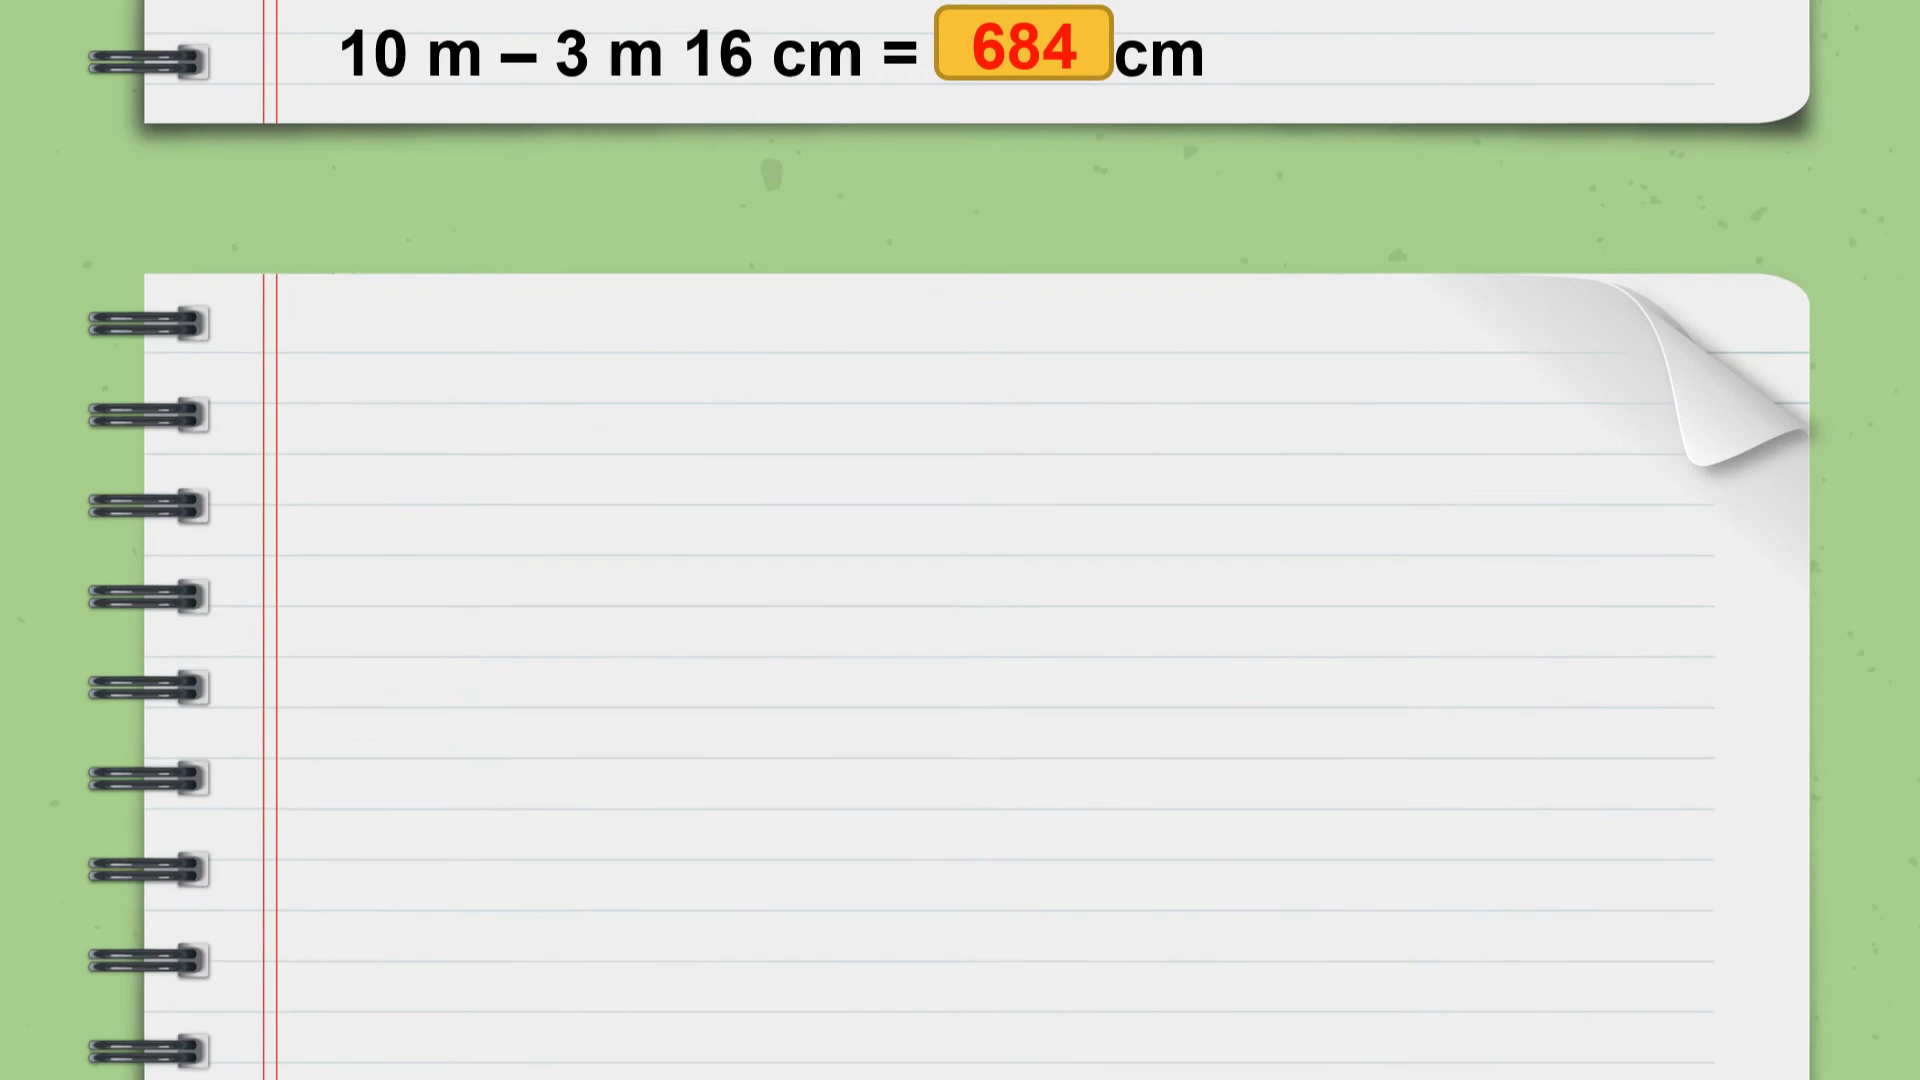 10 m – 3 m 16 cm = 684 cm